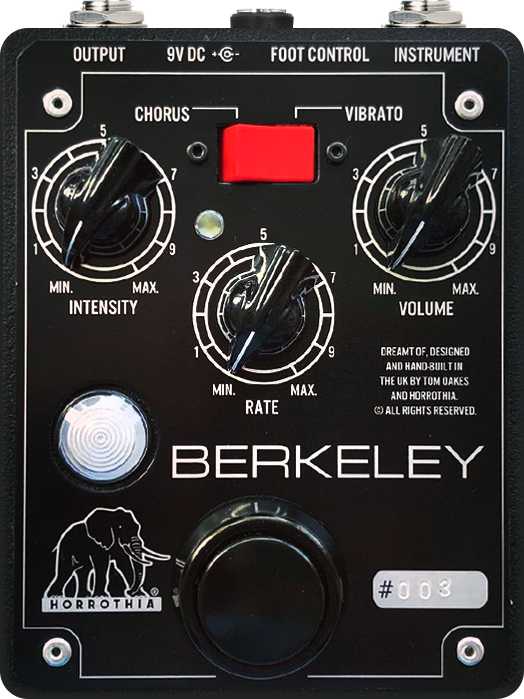 OUTPUT
9V DC
FOOT CONTROL
INSTRUMENT
CHORUS
VIBRATO
1
3
5
7
9
MIN.
MAX.
INTENSITY
1
3
5
7
9
MIN.
MAX.
VOLUME
1
3
5
7
9
MIN.
MAX.
RATE
DREAMT OF, DESIGNED
AND HAND-BUILT IN
THE UK BY TOM OAKES
AND HORROTHIA.
© ALL RIGHTS RESERVED.
BERKELEY
HORROTHIA®
#003